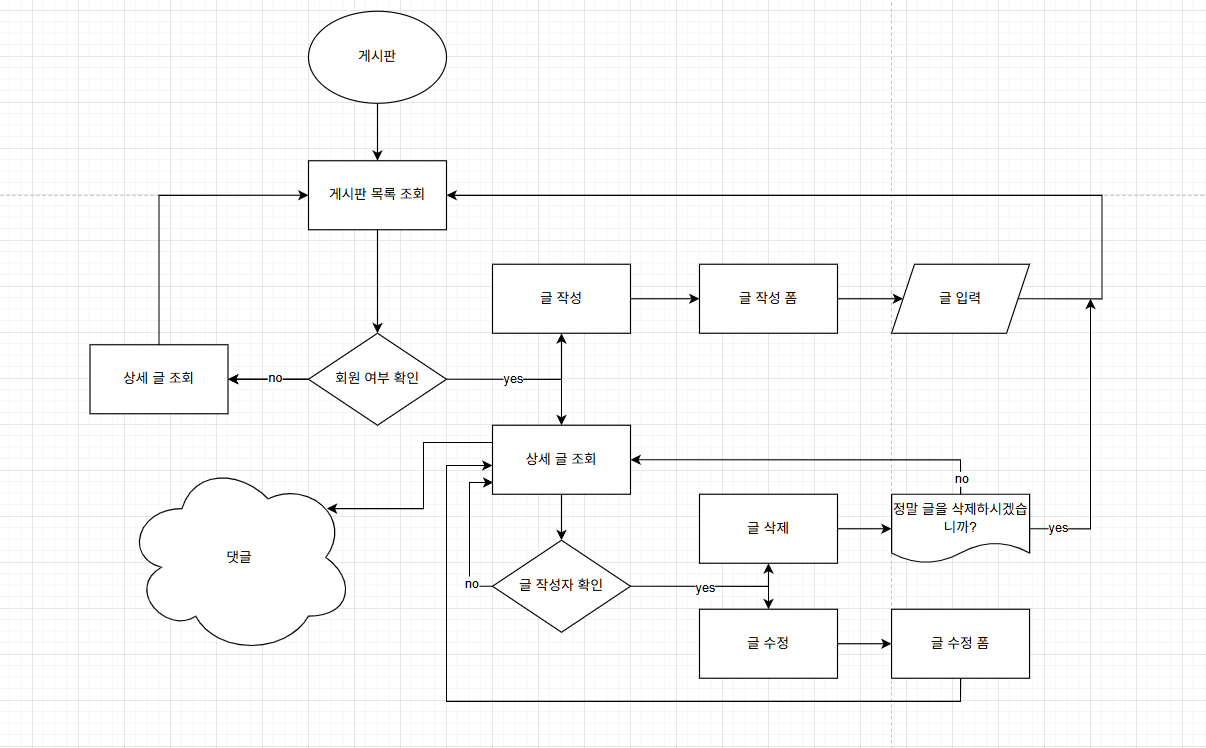 게시판
게시판 목록 조회
글 작성
글 작성 폼
글 입력
상세 글 조회
no
회원 여부 확인
yes
상세 글 조회
no
정말 글을 삭제하시겠습
니까?
글 삭제
yes
댓글
no
글 작성자 확인
yes
글 수정
글 수정 폼